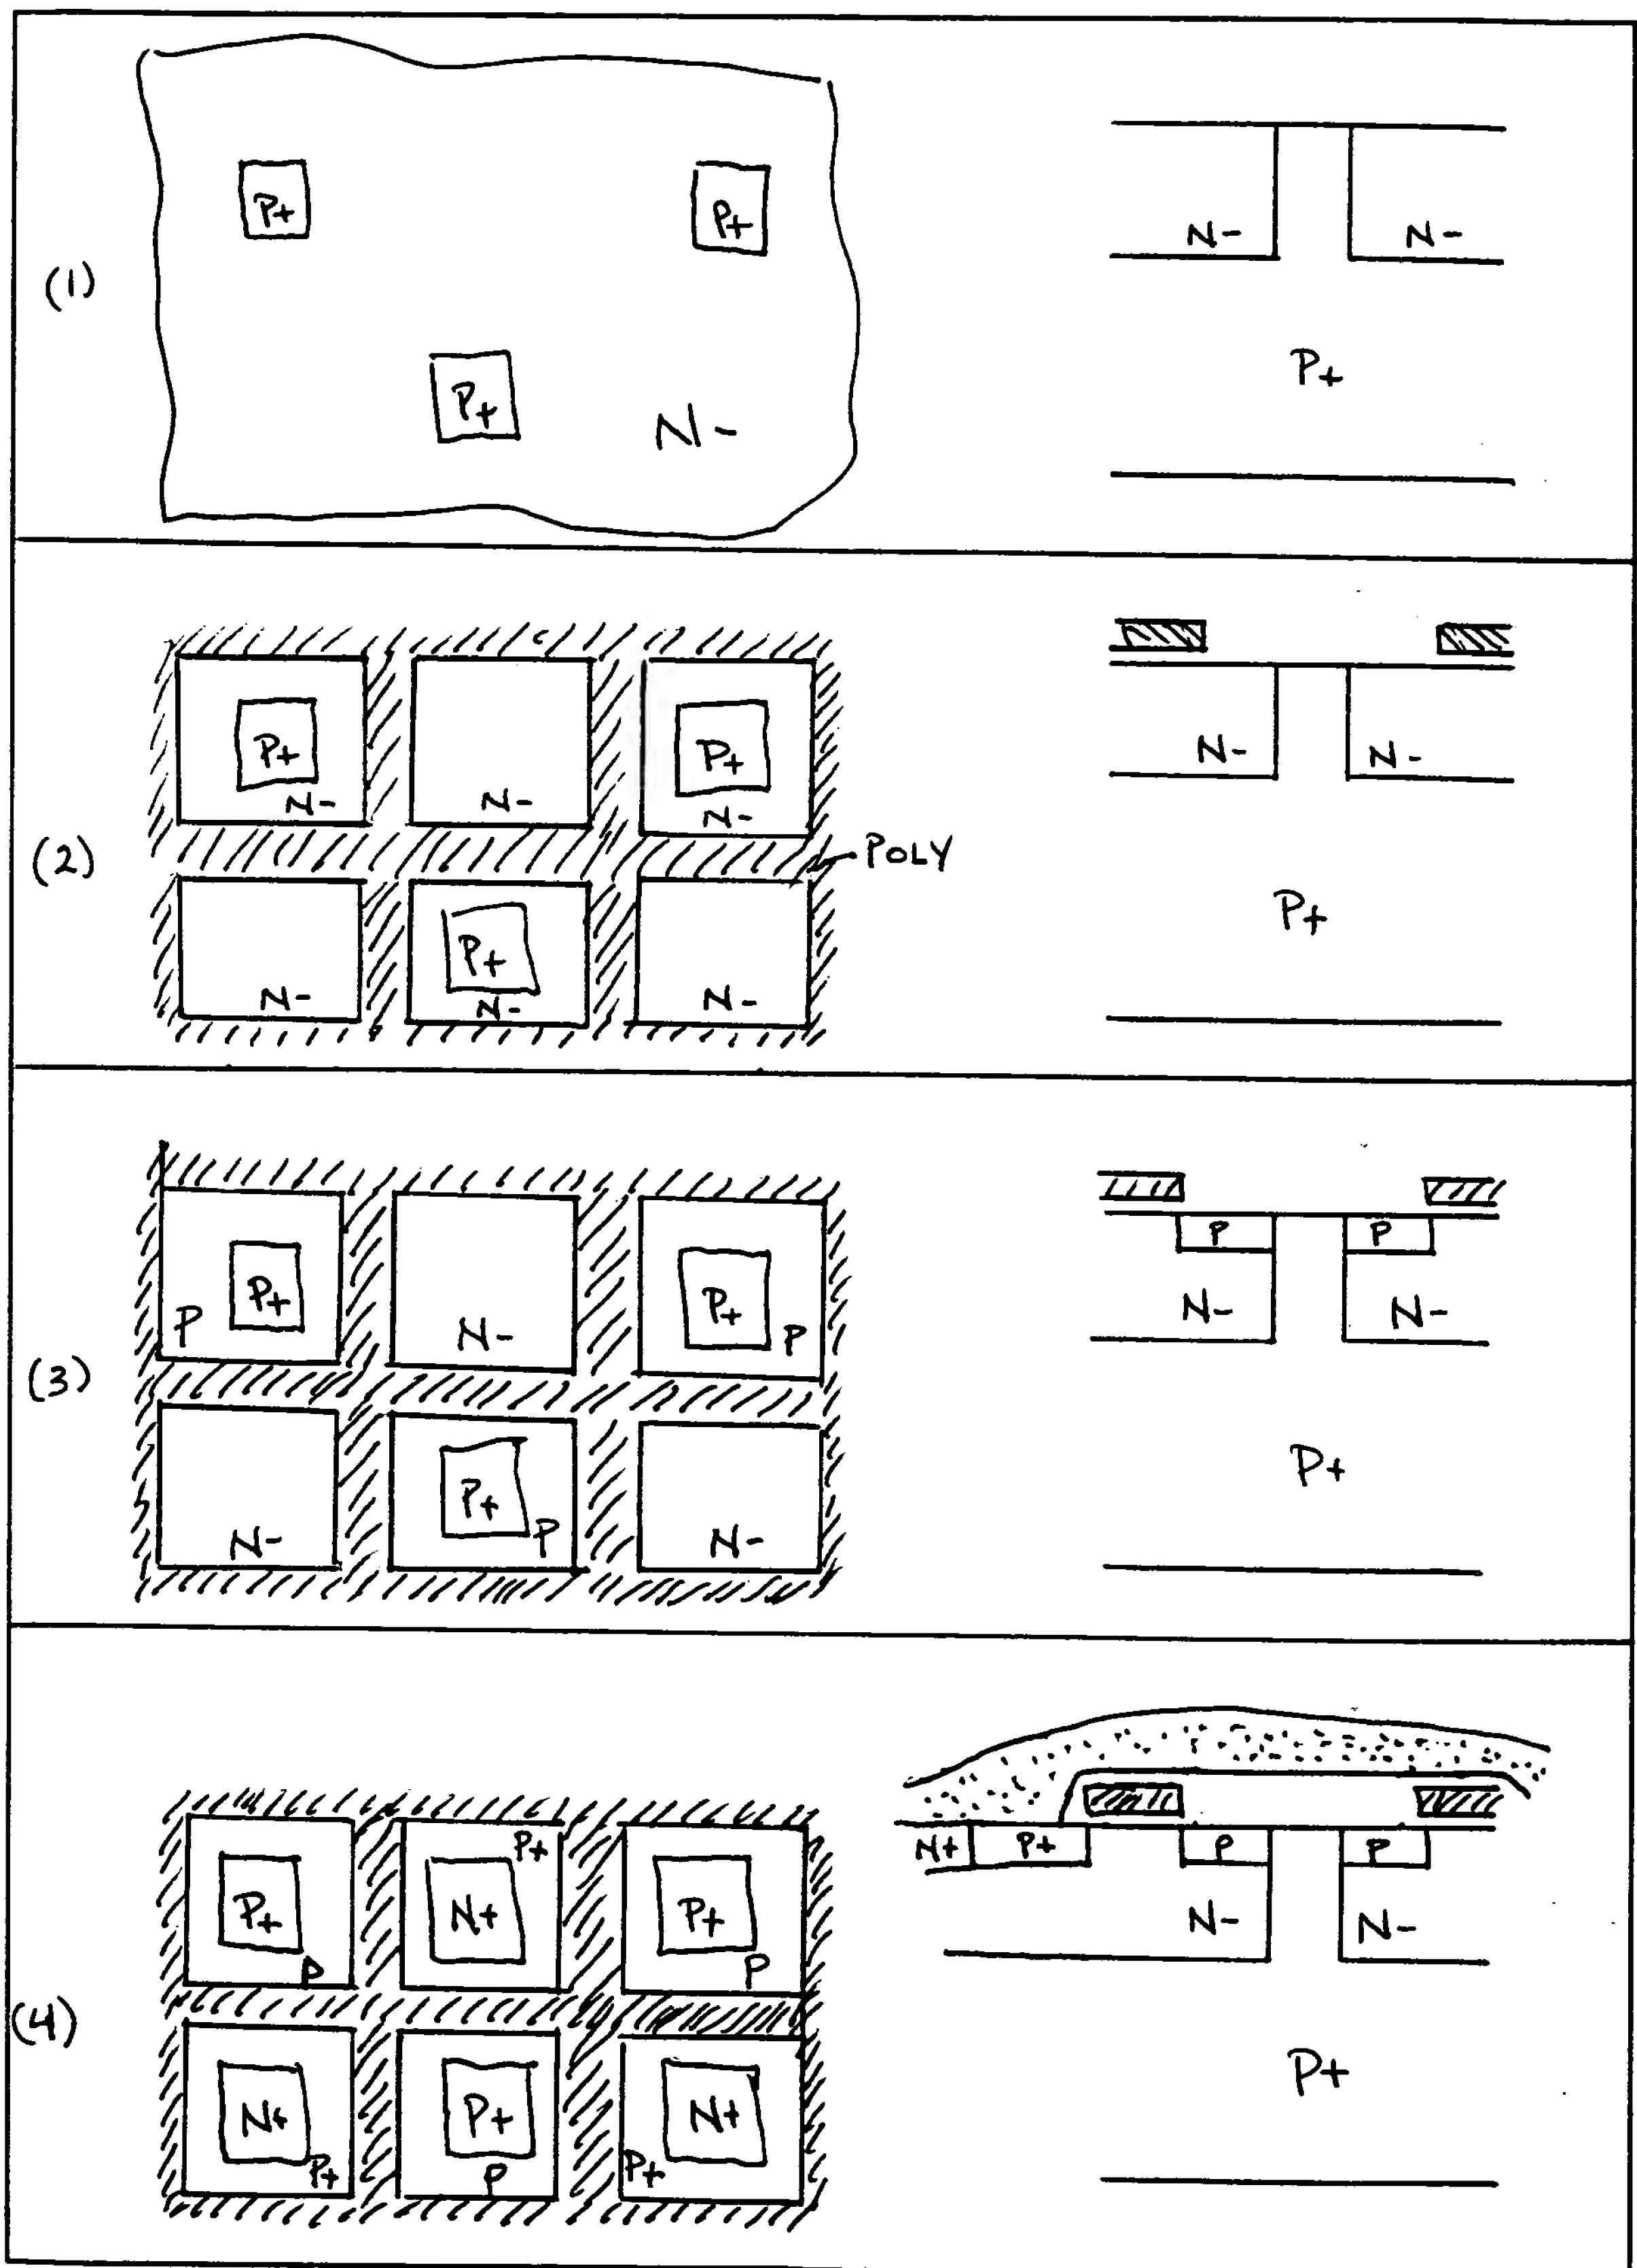 P+ P+
(1)
P+ N-
N- N-
P+
P+ P+
N- N- N-
(2)
POLY
P+
N- N- N-
N- N-
P+
P+ P+
P N- P
(3)
P+
N- P N-
P P
N- N-
P+
P+
P+ N+ P+
P P
(4)
N+ P+ N+
P+ P P+
N+ P+ P P
N- N-
P+